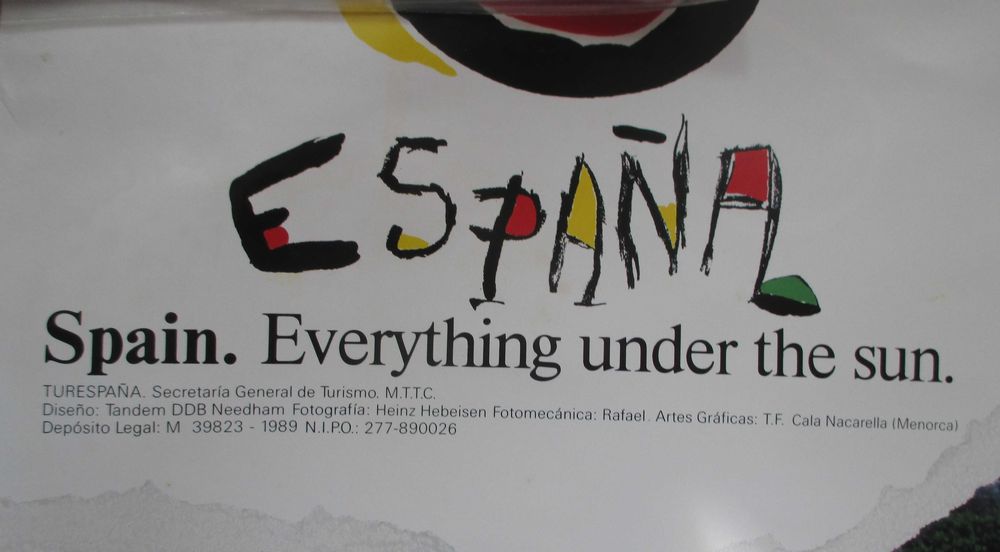 ESPAÑA
Spain. Everything under the sun.
TURESPAÑA. Secretaría General de Turismo. M.T.T.C.
Diseño: Tandem DDB Needham Fotografía: Heinz Hebeisen Fotomecánica: Rafael. Artes Gráficas: T.F. Cala Nacarella (Menorca)
Depósito Legal: M 39823 - 1989 N.I.P.O.: 277-890026